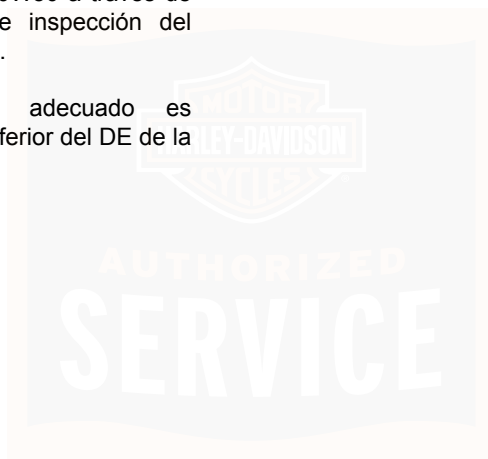 e inspección del
.
adecuado es
ferior del DE de la
MOTOR
HARLEY-DAVIDSON
CYCLES
AUTHORIZED
SERVICE